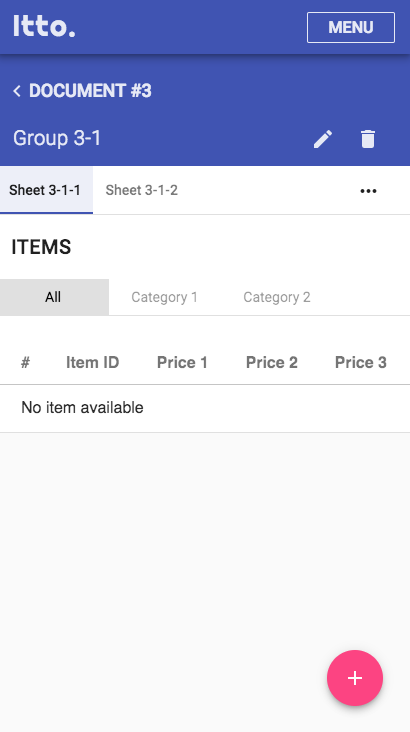 Itto.
MENU
DOCUMENT #3
Group 3-1
Sheet 3-1-1 Sheet 3-1-2
ITEMS
All Category 1 Category 2
# Item ID Price 1 Price 2 Price 3
No item available